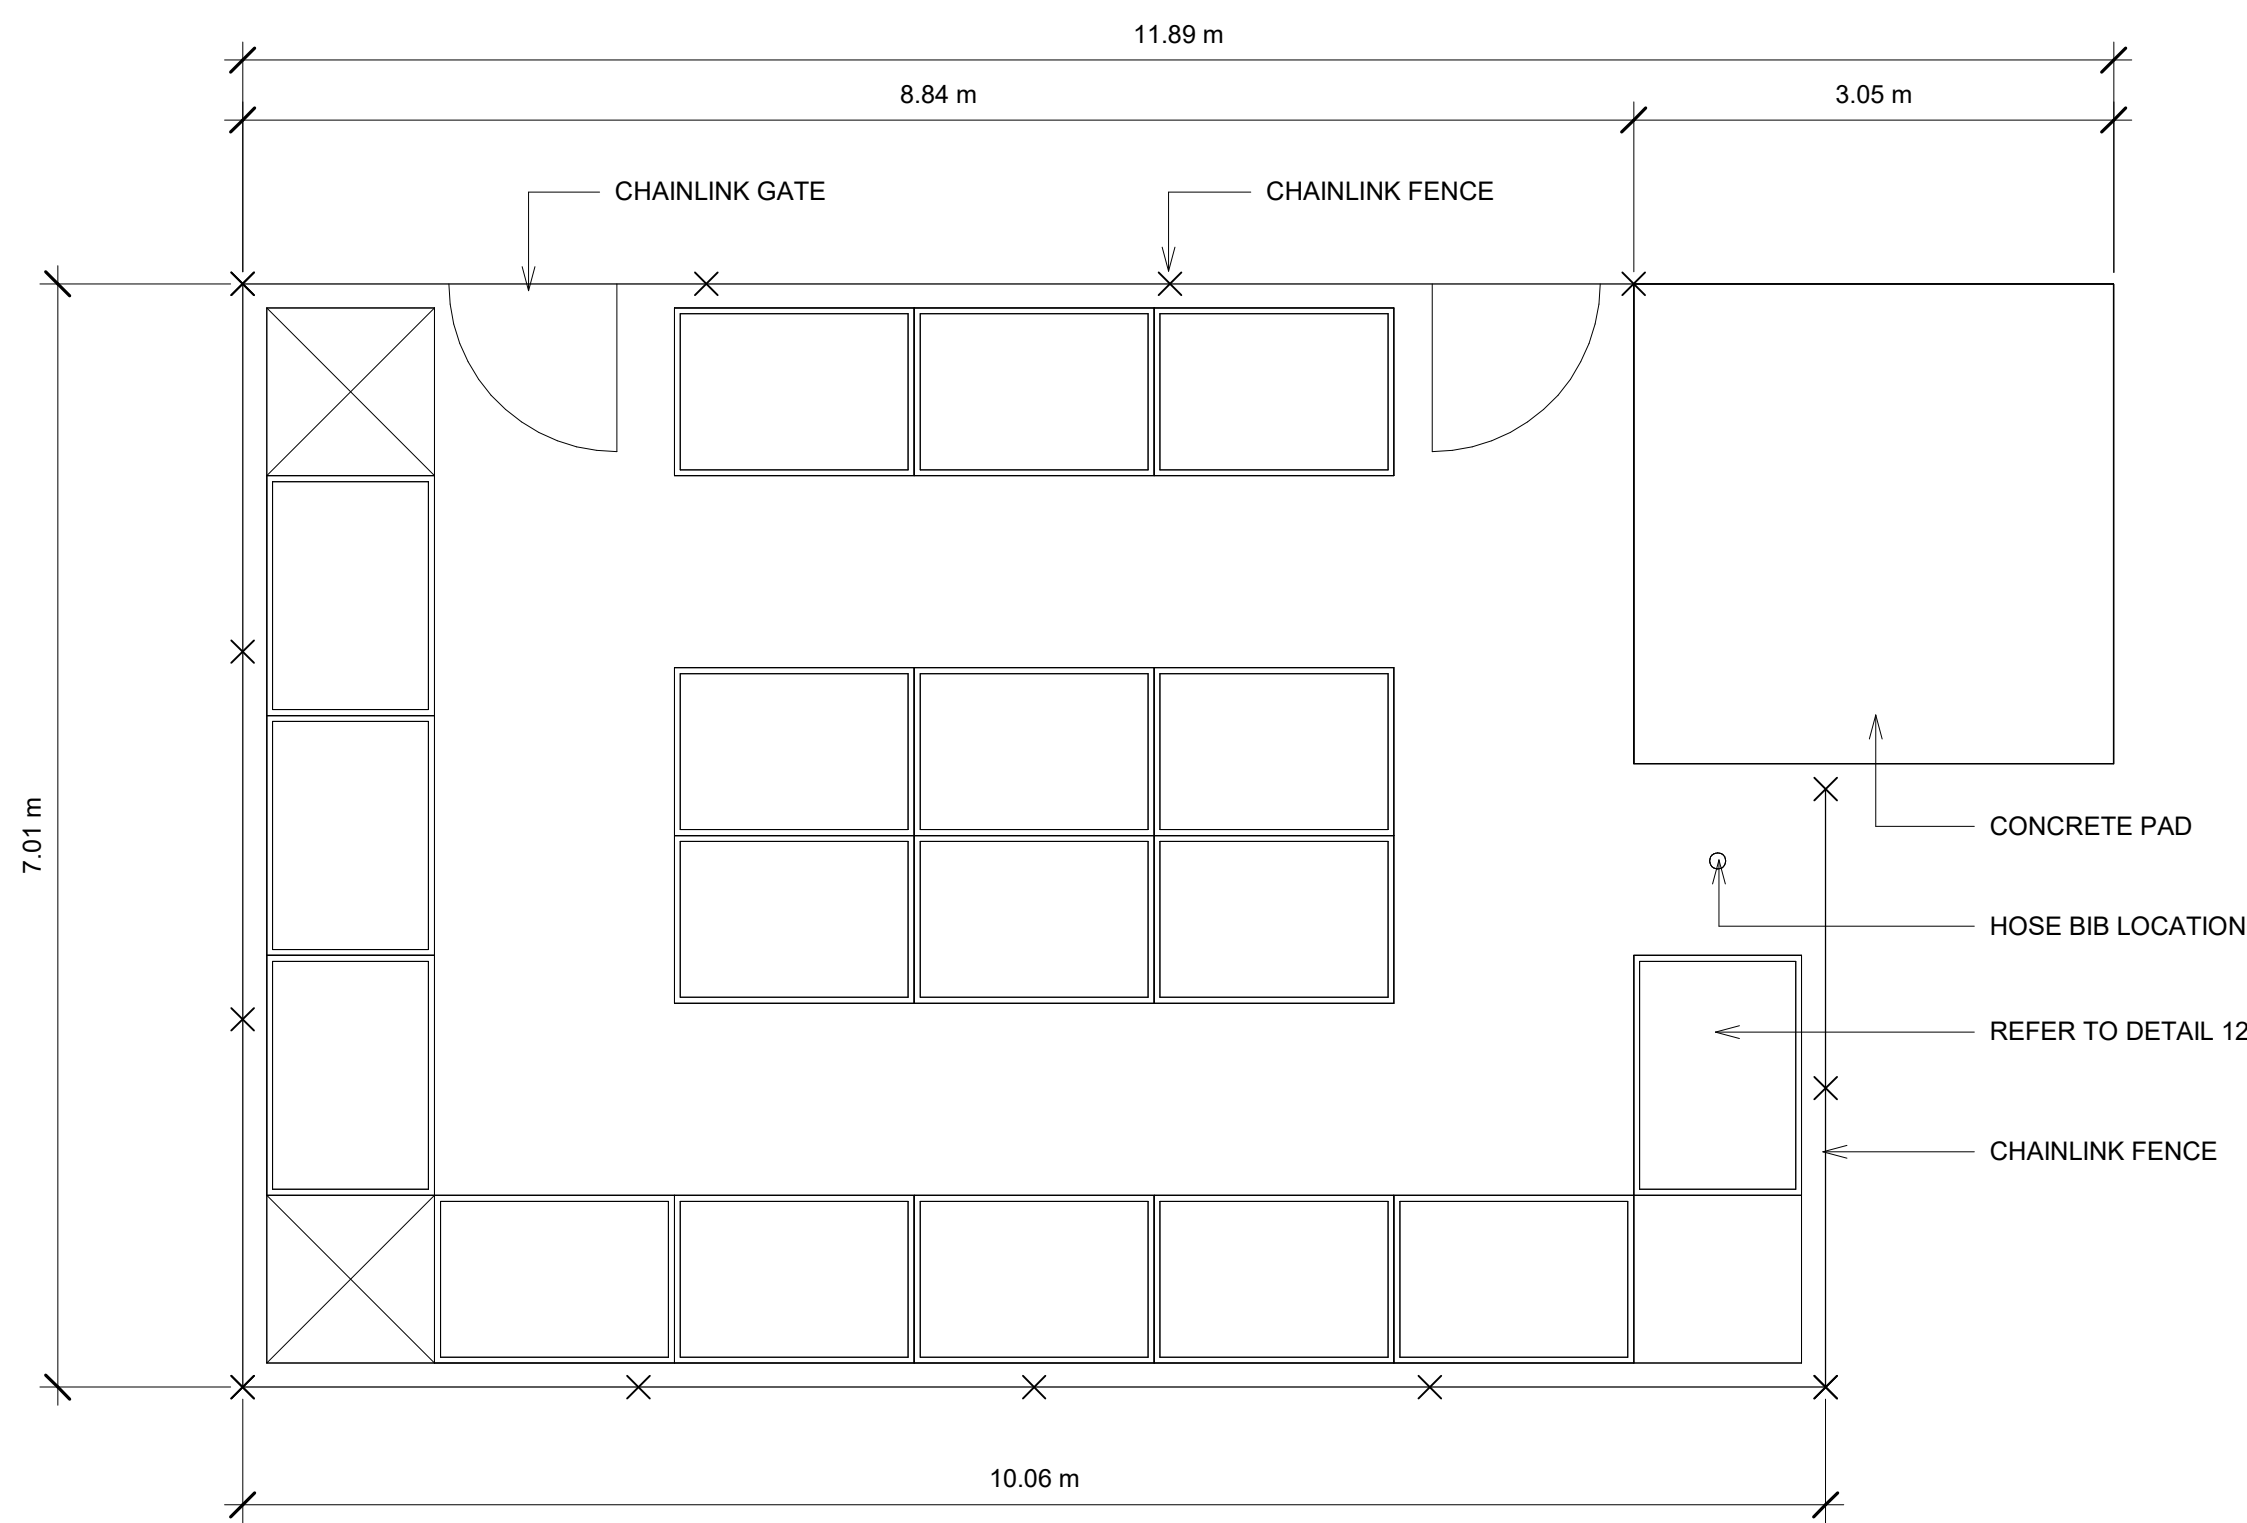 11.89 m
8.84 m
3.05 m
CHAINLINK GATE
CHAINLINK FENCE
7.01 m
CONCRETE PAD
HOSE BIB LOCATION
REFER TO DETAIL 12
CHAINLINK FENCE
10.06 m